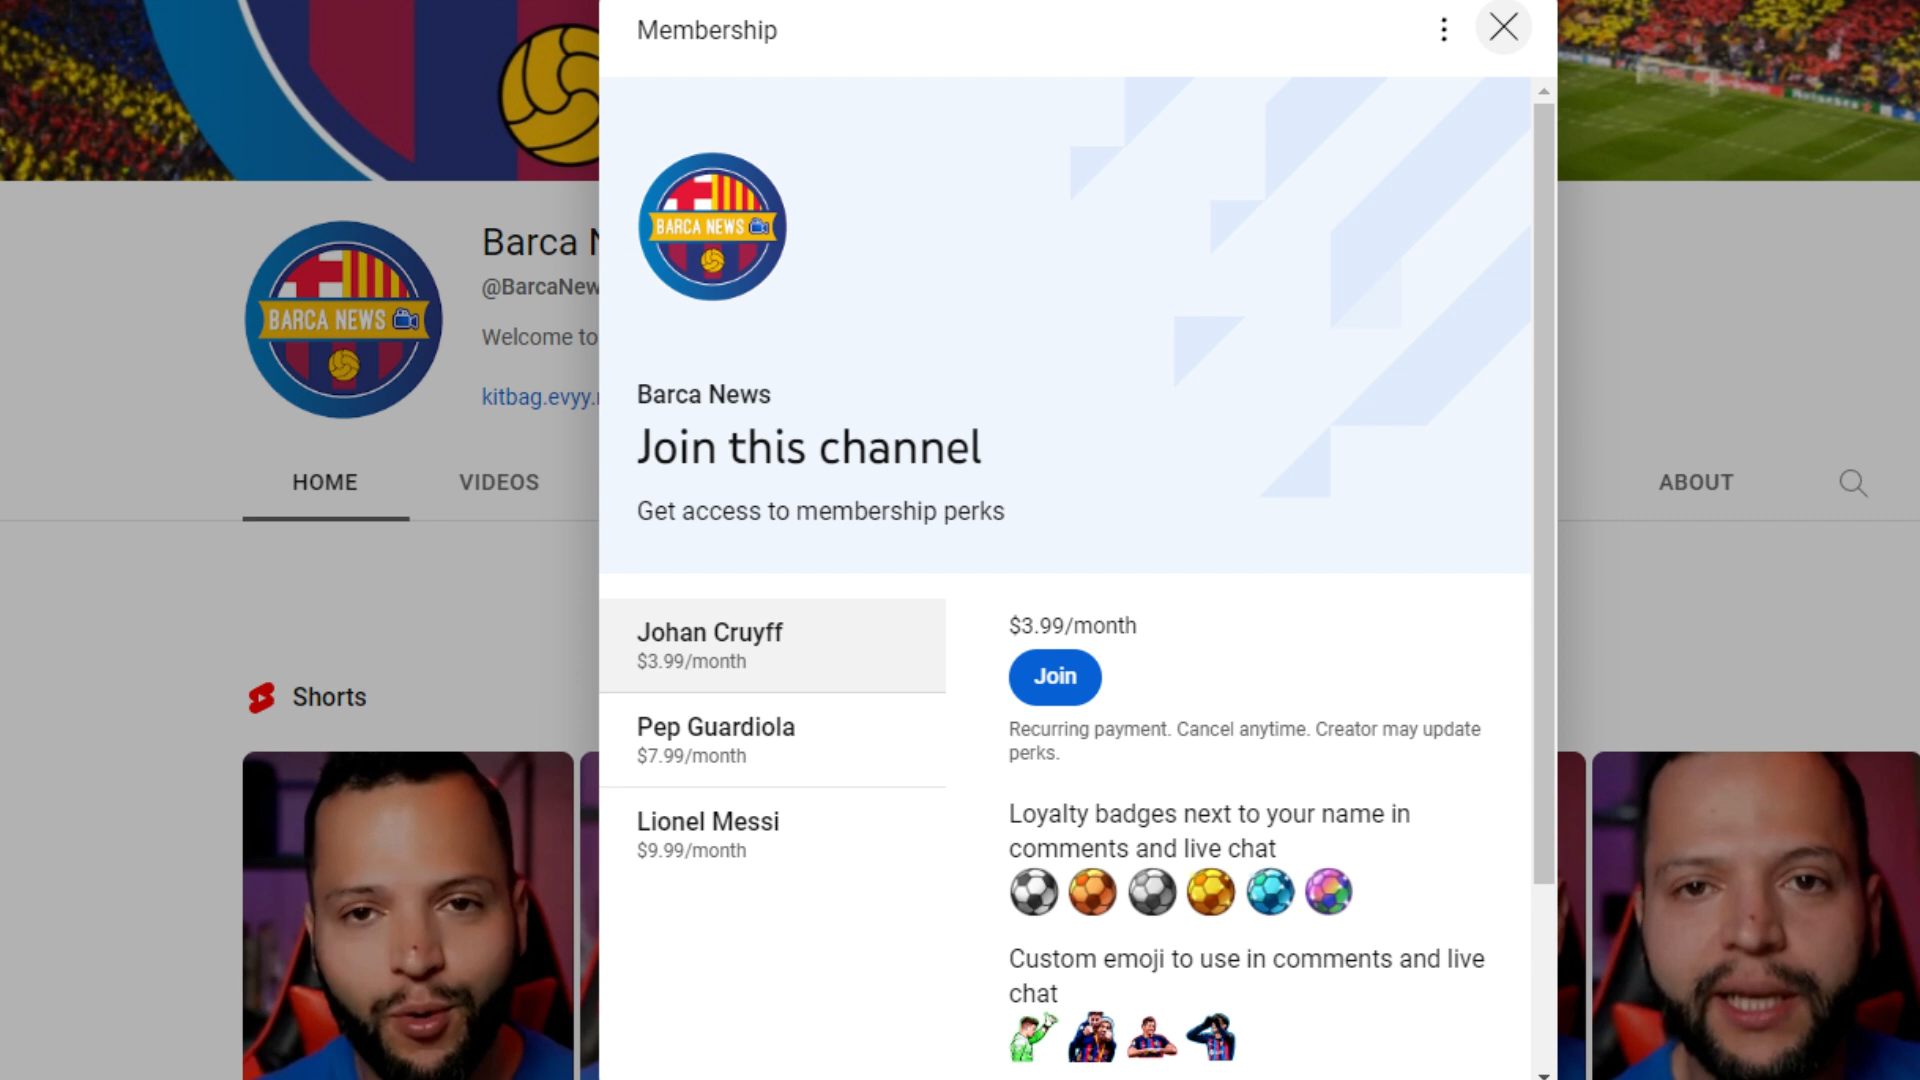 Membership
BARCA NEWS
Barca News
Join this channel
Get access to membership perks
Johan Cruyff
$3.99/month
Pep Guardiola
$7.99/month
Lionel Messi
$9.99/month
$3.99/month
Join
Recurring payment. Cancel anytime. Creator may update
perks.
Loyalty badges next to your name in
comments and live chat
Custom emoji to use in comments and live
chat
BARCA NEWS
Barca
@BarcaNew
Welcome to
kitbag.evyy.
HOME
VIDEOS
ABOUT
Shorts